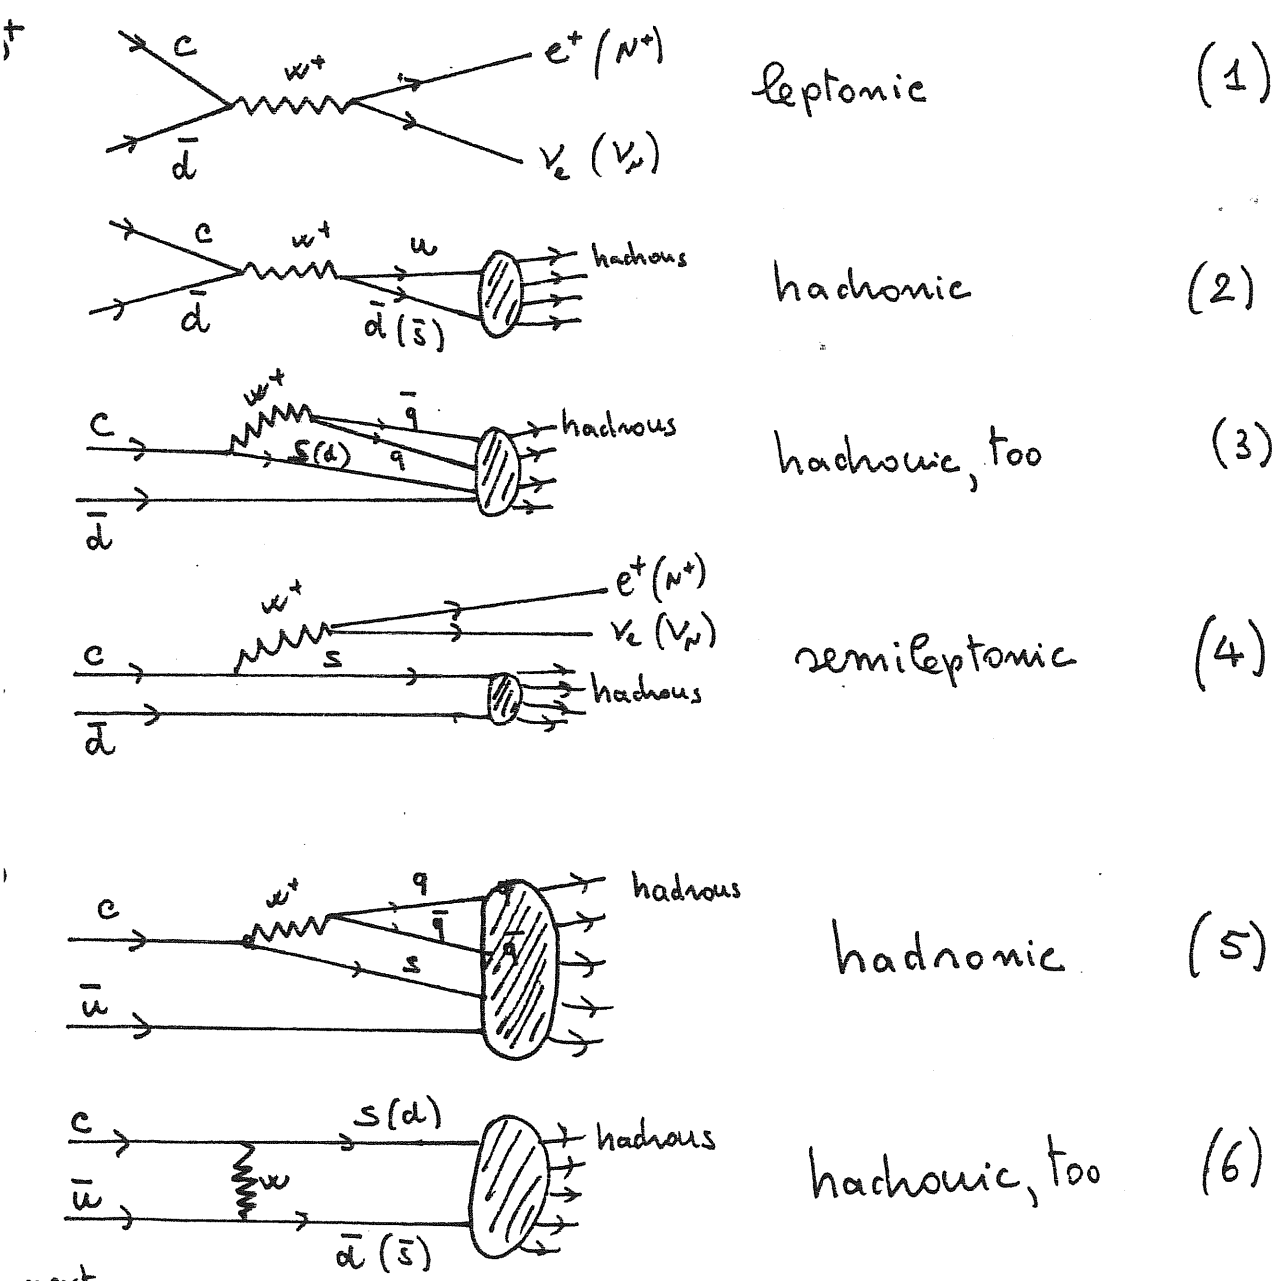 ,+
c W+ e+ (μ+) leptonic (1)
d̄ νe (νμ)
c W+ u hadrons hadronic (2)
d̄ d̄ (s̄)
W+ q̄
c s(d) q hadrons hadronic, too (3)
d̄
W+ e+ (μ+)
νe (νμ)
c s semileptonic (4)
hadrons
d̄
c W+ q q hadrons
q̄ q̄ hadronic (5)
s
ū
c s(d) hadrons
ū W hadronic, too (6)
d̄ (s̄)